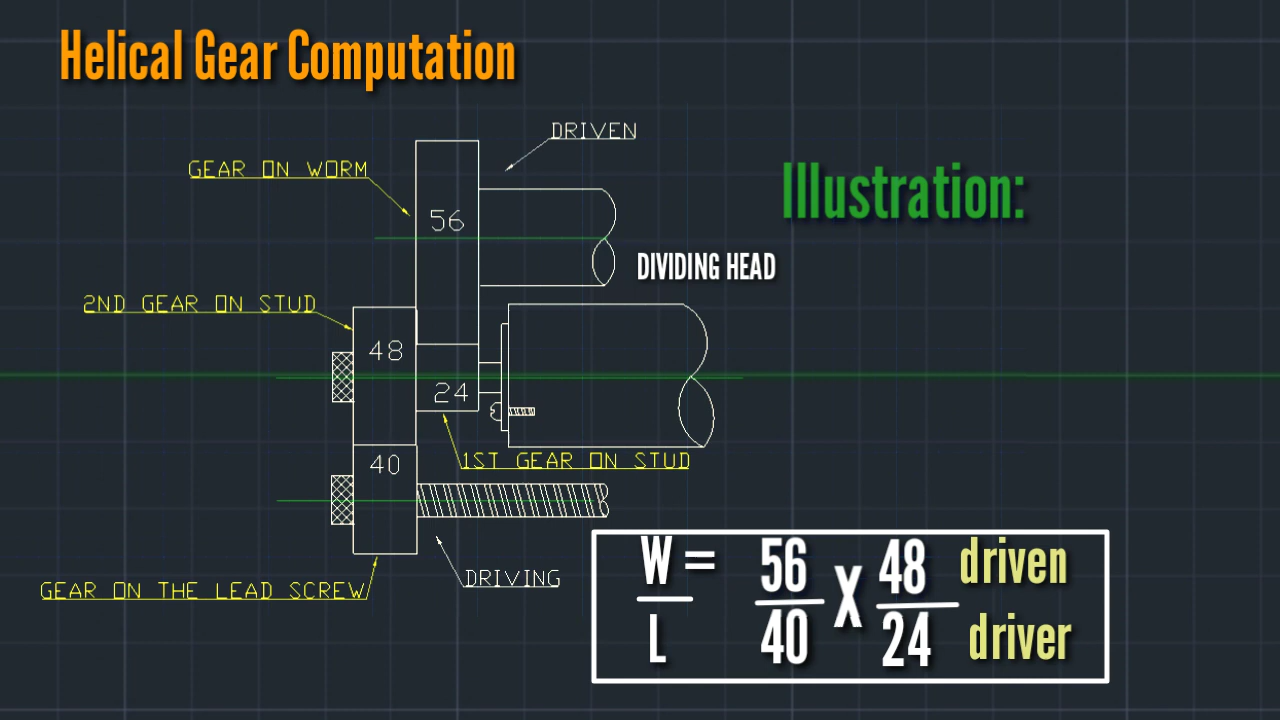 Helical Gear Computation
DRIVEN
GEAR ON WORM
Illustration:
56
DIVIDING HEAD
2ND GEAR ON STUD
48
24
1ST GEAR ON STUD
40
DRIVING
GEAR ON THE LEAD SCREW
W = 56 X 48 driven
L 40 24 driver